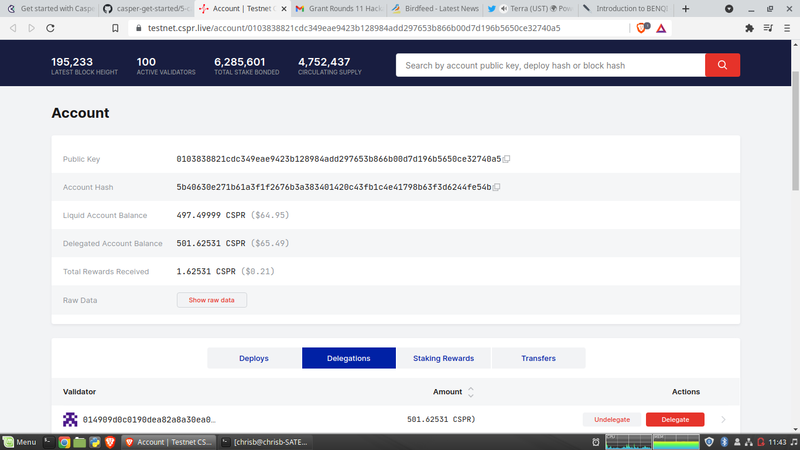 Get started with Caspe
casper-get-started/5-c
Account | Testnet C
Grant Rounds 11 Hacka
Birdfeed - Latest News
Terra (UST) Pow
Introduction to BENQI
testnet.cspr.live/account/0103838821cdc349eae9423b128984add297653b866b00d7d196b5650ce32740a5
195,233
LATEST BLOCK HEIGHT
100
ACTIVE VALIDATORS
6,285,601
TOTAL STAKE BONDED
4,752,437
CIRCULATING SUPPLY
Search by account public key, deploy hash or block hash
Account
Public Key 0103838821cdc349eae9423b128984add297653b866b00d7d196b5650ce32740a5
Account Hash 5b40630e271b61a3f1f2676b3a383401420c43fb1c4e41798b63f3d6244fe54b
Liquid Account Balance 497.49999 CSPR ($64.95)
Delegated Account Balance 501.62531 CSPR ($65.49)
Total Rewards Received 1.62531 CSPR ($0.21)
Raw Data Show raw data
Deploys Delegations Staking Rewards Transfers
Validator Amount Actions
014909d0c0190dea82a8a30ea0… 501.62531 CSPR) Undelegate Delegate
Menu Account | Testnet CS... [chrisb@chris-SATE... 11:43